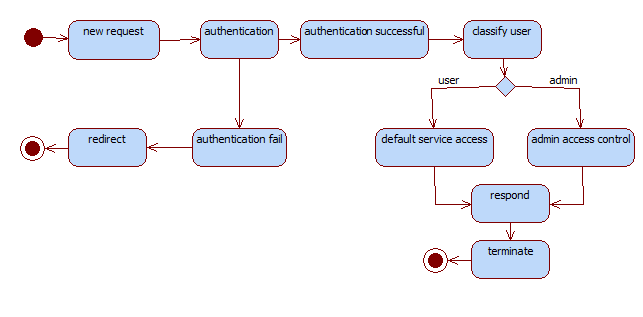 new request
authentication
authentication successful
classify user
user
admin
redirect
authentication fail
default service access
admin access control
respond
terminate